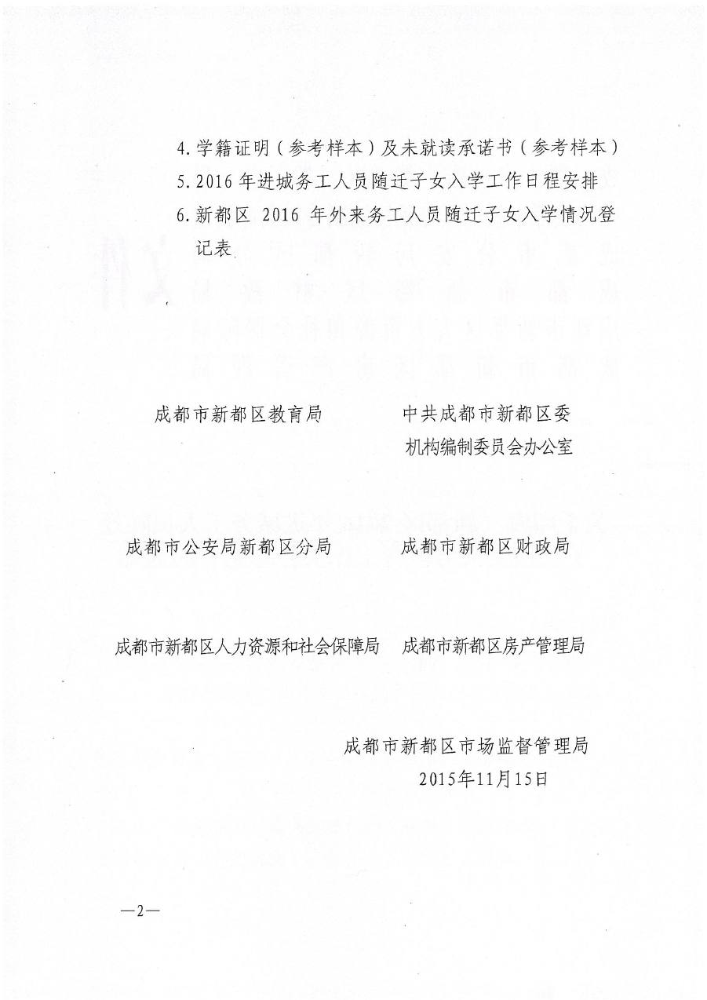 4.学籍证明(参考样本)及未就读承诺书(参考样本)
5.2016年进城务工人员随迁子女入学工作日程安排
6.新都区 2016 年外来务工人员随迁子女入学情况登
记表
成都市新都区教育局 中共成都市新都区委
机构编制委员会办公室
成都市公安局新都区分局 成都市新都区财政局
成都市新都区人力资源和社会保障局 成都市新都区房产管理局
成都市新都区市场监督管理局
2015年11月15日
—2—